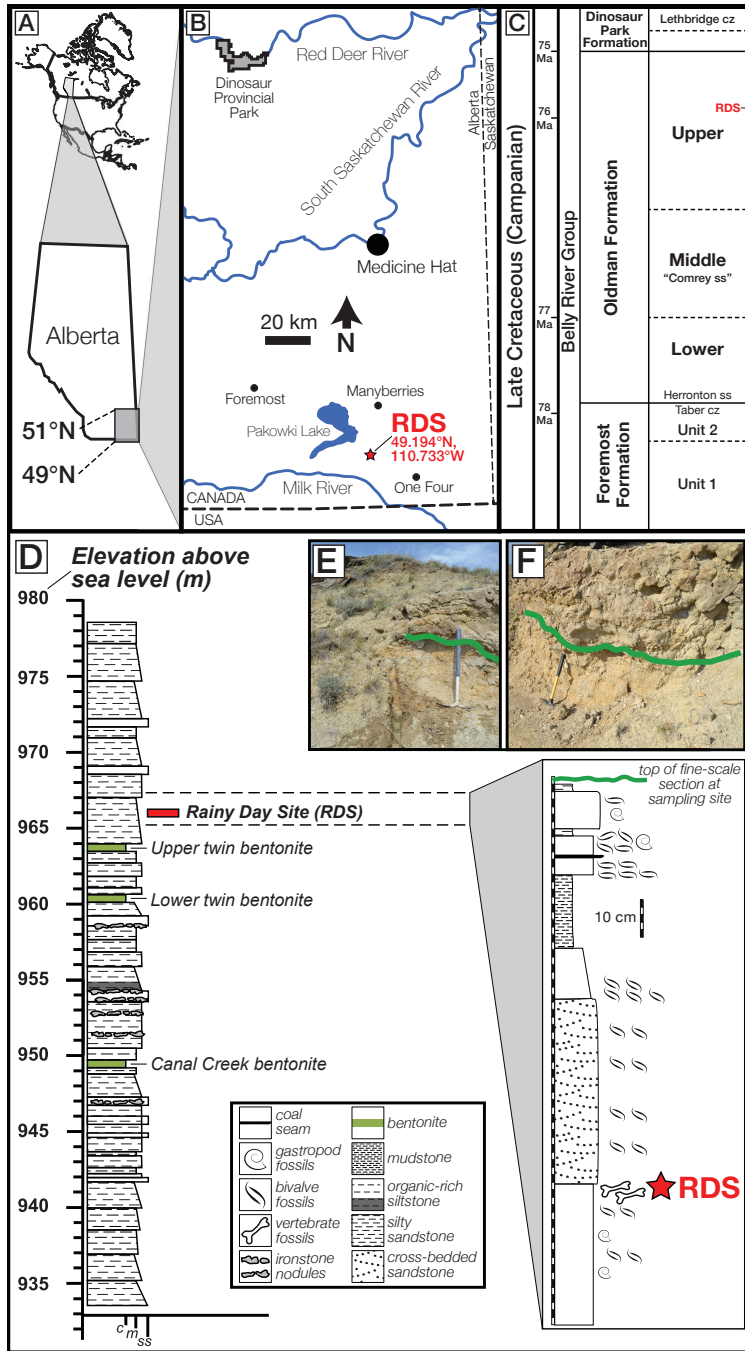 A
Alberta
51°N
49°N
B
Red Deer River
Dinosaur
Provincial
Park
South Saskatchewan River
Alberta
Saskatchewan
Medicine Hat
20 km
N
Foremost
Manyberries
RDS
49.194°N,
110.733°W
Pakowki Lake
One Four
Milk River
CANADA
USA
C
Late Cretaceous (Campanian)
75
Ma
76
Ma
77
Ma
78
Ma
Belly River Group
Dinosaur
Park
Formation
Oldman Formation
Foremost
Formation
Lethbridge cz
RDS
Upper
Middle
“Comrey ss”
Lower
Herronton ss
Taber cz
Unit 2
Unit 1
D
Elevation above
sea level (m)
980
975
970
965
960
955
950
945
940
935
c
m
ss
Rainy Day Site (RDS)
Upper twin bentonite
Lower twin bentonite
Canal Creek bentonite
E
F
top of fine-scale
section at
sampling site
10 cm
RDS
coal
seam
gastropod
fossils
bivalve
fossils
vertebrate
fossils
ironstone
nodules
bentonite
mudstone
organic-rich
siltstone
silty
sandstone
cross-bedded
sandstone